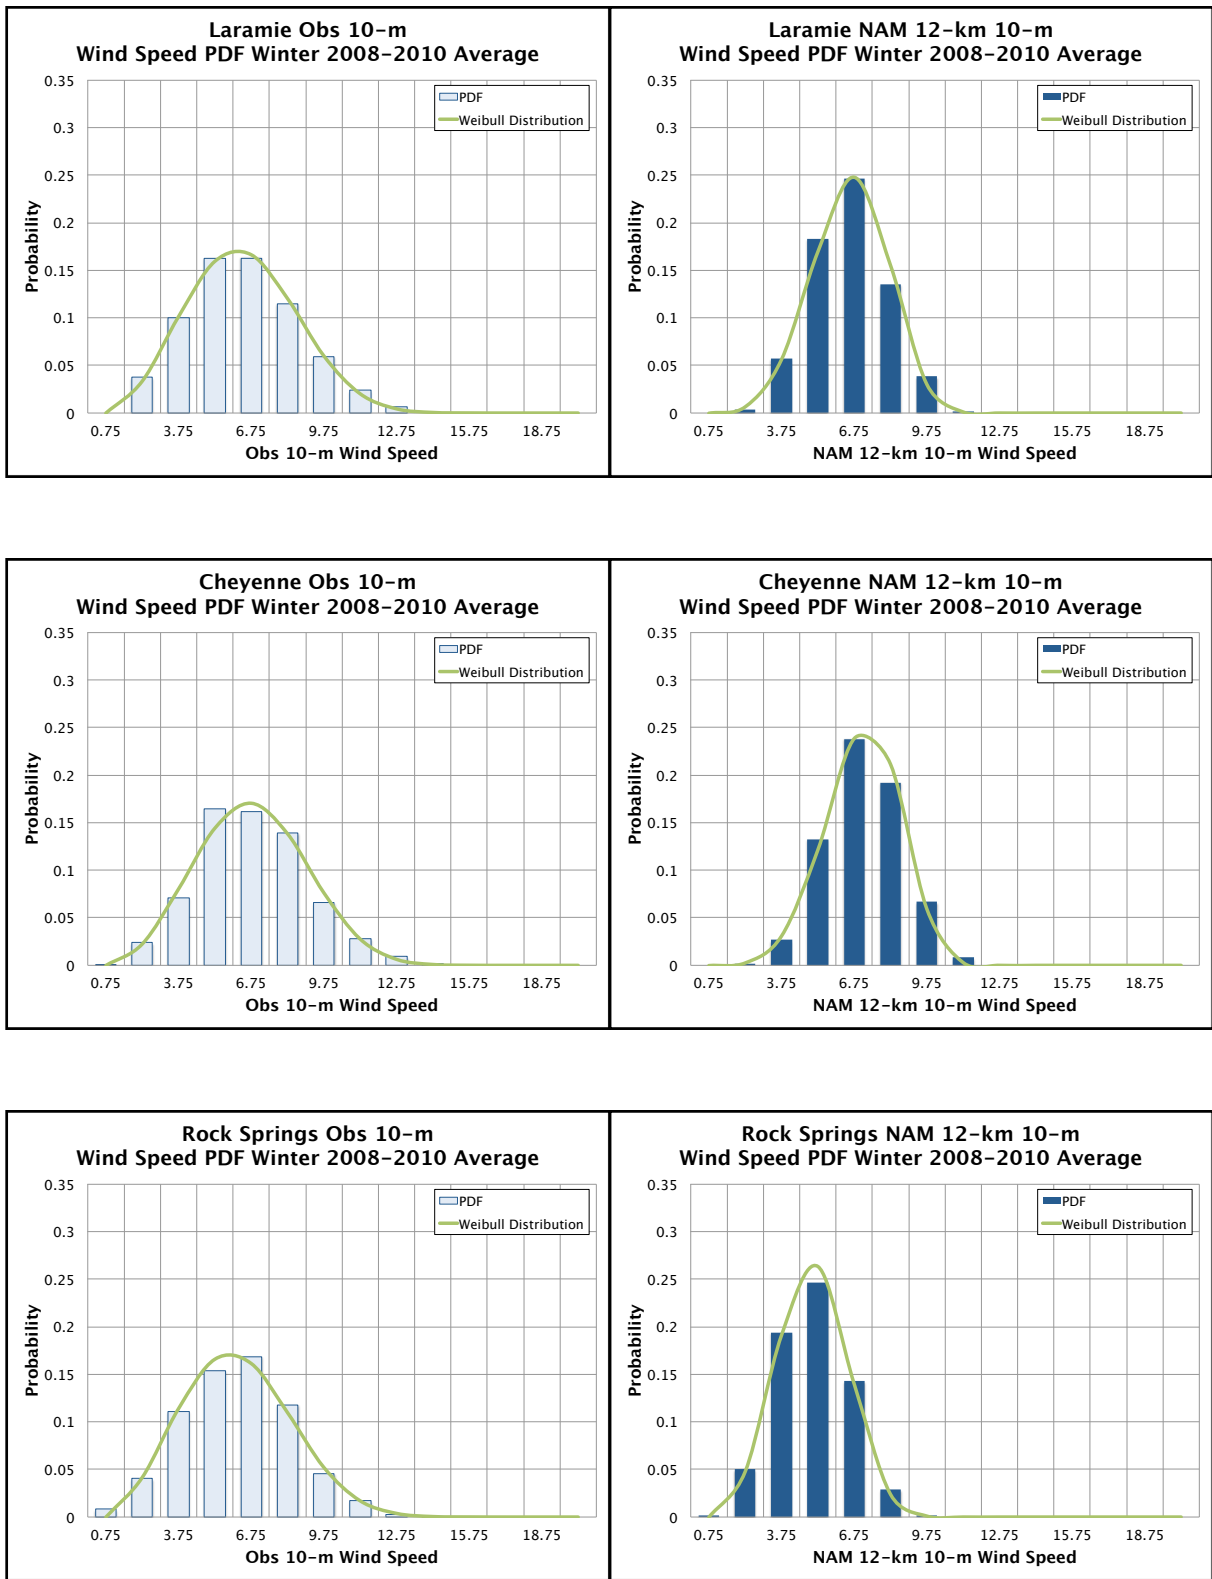 Laramie Obs 10-m
Wind Speed PDF Winter 2008-2010 Average
0.35
0.3
0.25
0.2
0.15
0.1
0.05
0
Probability
PDF
Weibull Distribution
0.75 3.75 6.75 9.75 12.75 15.75 18.75
Obs 10-m Wind Speed
Laramie NAM 12-km 10-m
Wind Speed PDF Winter 2008-2010 Average
0.35
0.3
0.25
0.2
0.15
0.1
0.05
0
Probability
PDF
Weibull Distribution
0.75 3.75 6.75 9.75 12.75 15.75 18.75
NAM 12-km 10-m Wind Speed
Cheyenne Obs 10-m
Wind Speed PDF Winter 2008-2010 Average
0.35
0.3
0.25
0.2
0.15
0.1
0.05
0
Probability
PDF
Weibull Distribution
0.75 3.75 6.75 9.75 12.75 15.75 18.75
Obs 10-m Wind Speed
Cheyenne NAM 12-km 10-m
Wind Speed PDF Winter 2008-2010 Average
0.35
0.3
0.25
0.2
0.15
0.1
0.05
0
Probability
PDF
Weibull Distribution
0.75 3.75 6.75 9.75 12.75 15.75 18.75
NAM 12-km 10-m Wind Speed
Rock Springs Obs 10-m
Wind Speed PDF Winter 2008-2010 Average
0.35
0.3
0.25
0.2
0.15
0.1
0.05
0
Probability
PDF
Weibull Distribution
0.75 3.75 6.75 9.75 12.75 15.75 18.75
Obs 10-m Wind Speed
Rock Springs NAM 12-km 10-m
Wind Speed PDF Winter 2008-2010 Average
0.35
0.3
0.25
0.2
0.15
0.1
0.05
0
Probability
PDF
Weibull Distribution
0.75 3.75 6.75 9.75 12.75 15.75 18.75
NAM 12-km 10-m Wind Speed